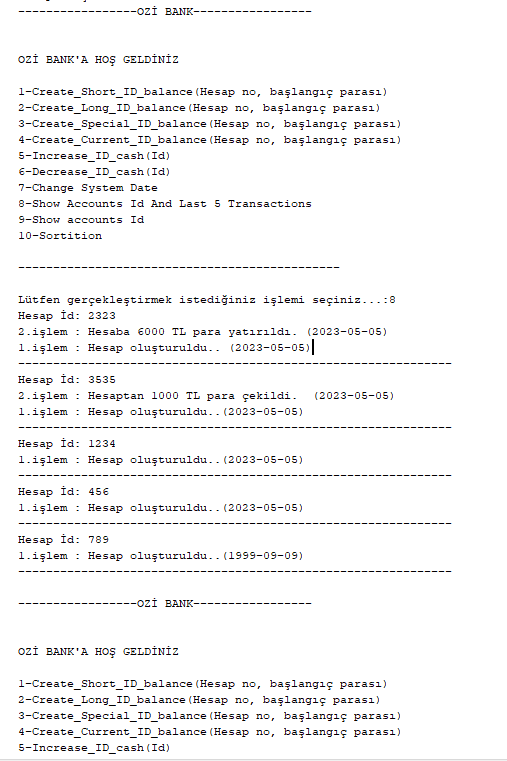 -----------------OZİ BANK-----------------
OZİ BANK'A HOŞ GELDİNİZ
1-Create_Short_ID_balance(Hesap no, başlangıç parası)
2-Create_Long_ID_balance(Hesap no, başlangıç parası)
3-Create_Special_ID_balance(Hesap no, başlangıç parası)
4-Create_Current_ID_balance(Hesap no, başlangıç parası)
5-Increase_ID_cash(Id)
6-Decrease_ID_cash(Id)
7-Change System Date
8-Show Accounts Id And Last 5 Transactions
9-Show accounts Id
10-Sortition
----------------------------------------------
Lütfen gerçekleştirmek istediğiniz işlemi seçiniz...:8
Hesap İd: 2323
2.işlem : Hesaba 6000 TL para yatırıldı. (2023-05-05)
1.işlem : Hesap oluşturuldu.. (2023-05-05)
--------------------------------------------------------------
Hesap İd: 3535
2.işlem : Hesaptan 1000 TL para çekildi.  (2023-05-05)
1.işlem : Hesap oluşturuldu..(2023-05-05)
--------------------------------------------------------------
Hesap İd: 1234
1.işlem : Hesap oluşturuldu..(2023-05-05)
--------------------------------------------------------------
Hesap İd: 456
1.işlem : Hesap oluşturuldu..(2023-05-05)
--------------------------------------------------------------
Hesap İd: 789
1.işlem : Hesap oluşturuldu..(1999-09-09)
--------------------------------------------------------------
-----------------OZİ BANK-----------------
OZİ BANK'A HOŞ GELDİNİZ
1-Create_Short_ID_balance(Hesap no, başlangıç parası)
2-Create_Long_ID_balance(Hesap no, başlangıç parası)
3-Create_Special_ID_balance(Hesap no, başlangıç parası)
4-Create_Current_ID_balance(Hesap no, başlangıç parası)
5-Increase_ID_cash(Id)